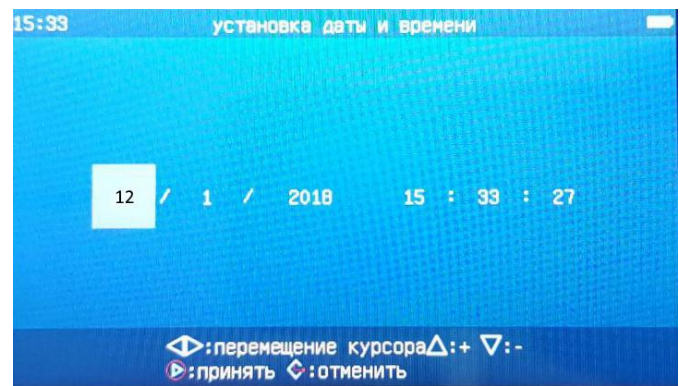 15:33 установка даты и времени
12 / 1 / 2018 15 : 33 : 27
:перемещение курсора△:+ ▽:-
:принять :отменить